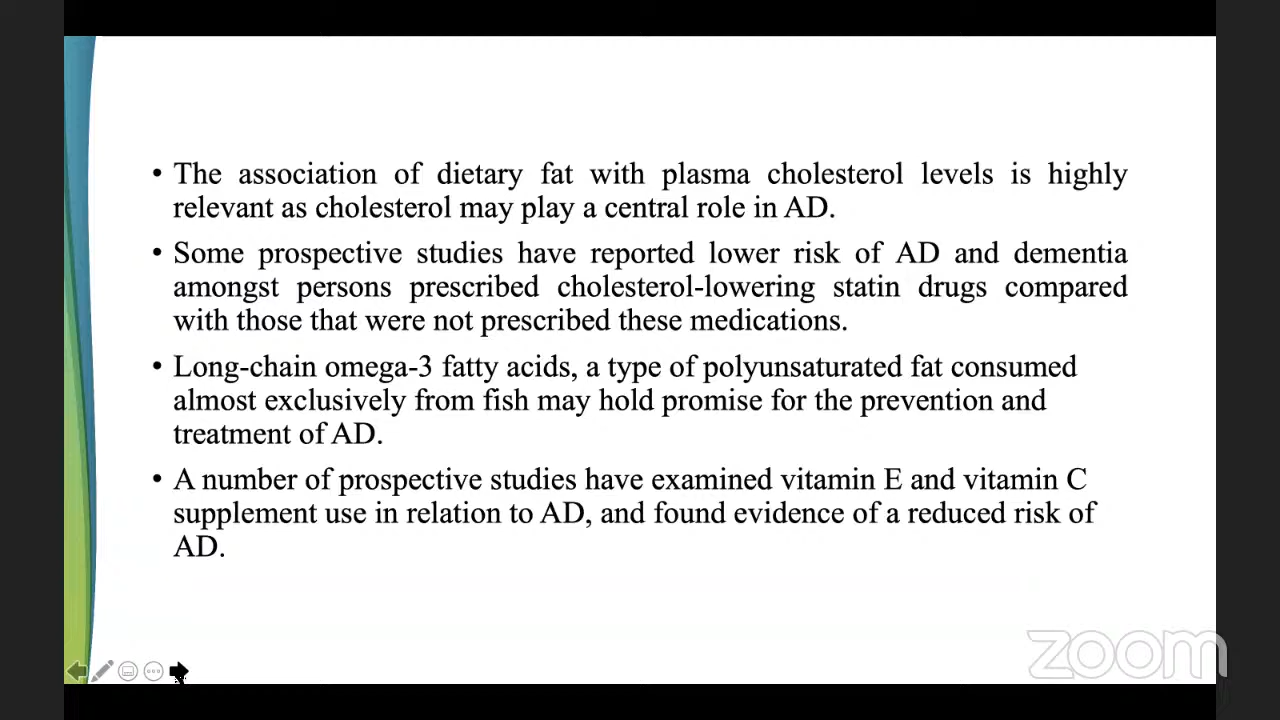 • The association of dietary fat with plasma cholesterol levels is highly
relevant as cholesterol may play a central role in AD.
• Some prospective studies have reported lower risk of AD and dementia
amongst persons prescribed cholesterol-lowering statin drugs compared
with those that were not prescribed these medications.
• Long-chain omega-3 fatty acids, a type of polyunsaturated fat consumed
almost exclusively from fish may hold promise for the prevention and
treatment of AD.
• A number of prospective studies have examined vitamin E and vitamin C
supplement use in relation to AD, and found evidence of a reduced risk of
AD.
zoom